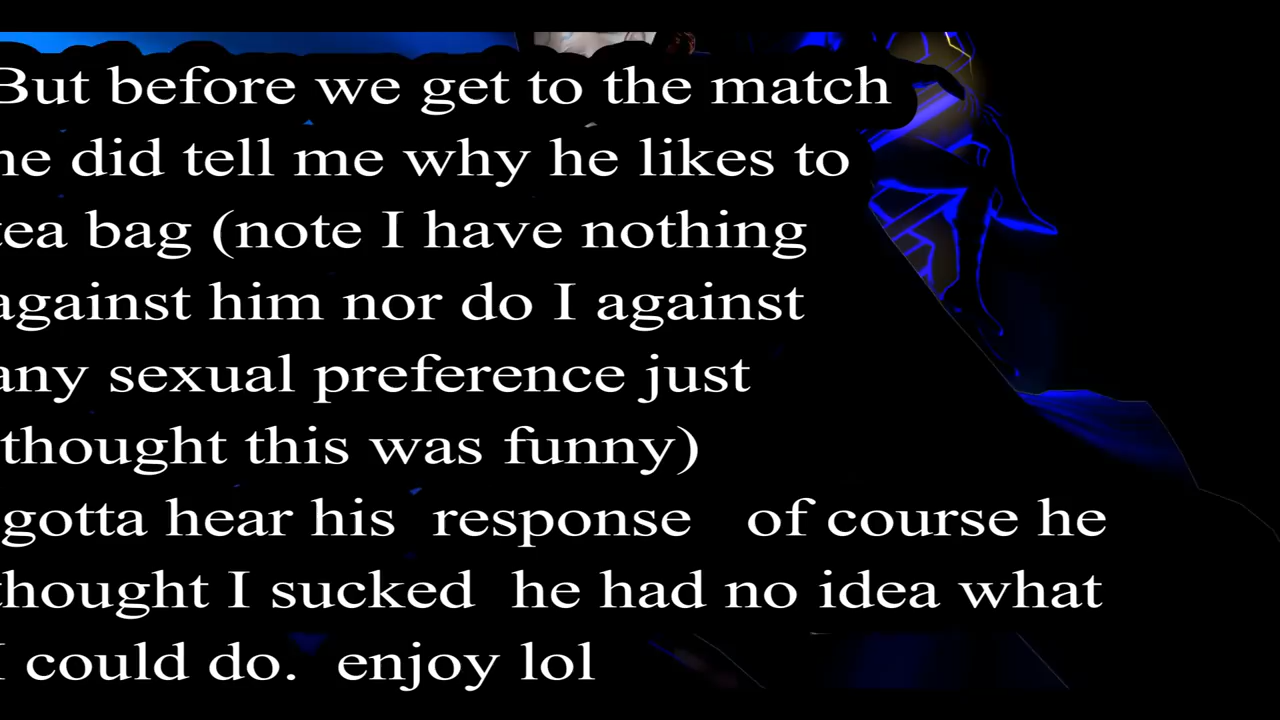 But before we get to the match
he did tell me why he likes to
tea bag (note I have nothing
against him nor do I against
any sexual preference just
thought this was funny)
gotta hear his response of course he
thought I sucked he had no idea what
I could do. enjoy lol